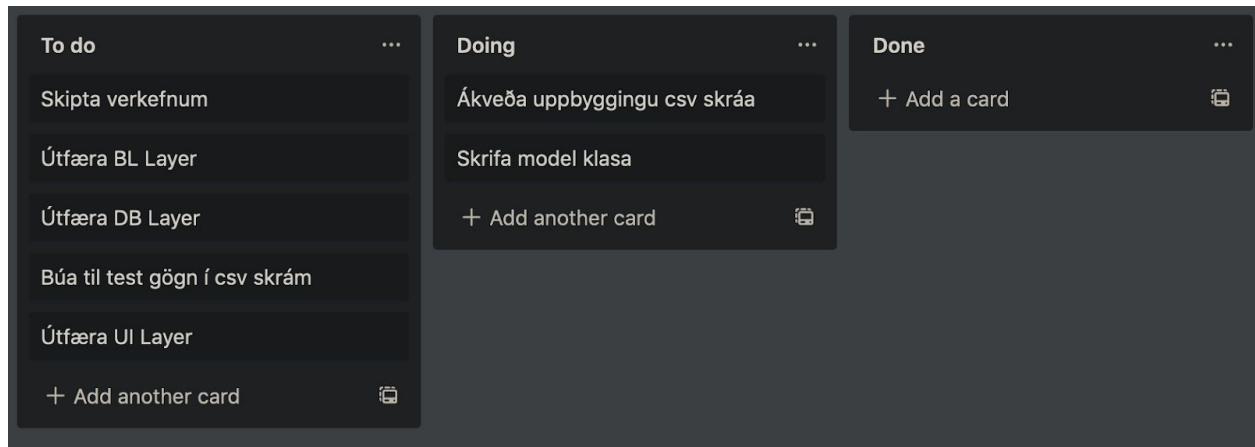 To do
Skipta verkefnum
Útfæra BL Layer
Útfæra DB Layer
Búa til test gögn í csv skrám
Útfæra UI Layer
+ Add another card
Doing
Ákveða uppbyggingu csv skráa
Skrifa model klasa
+ Add another card
Done
+ Add a card